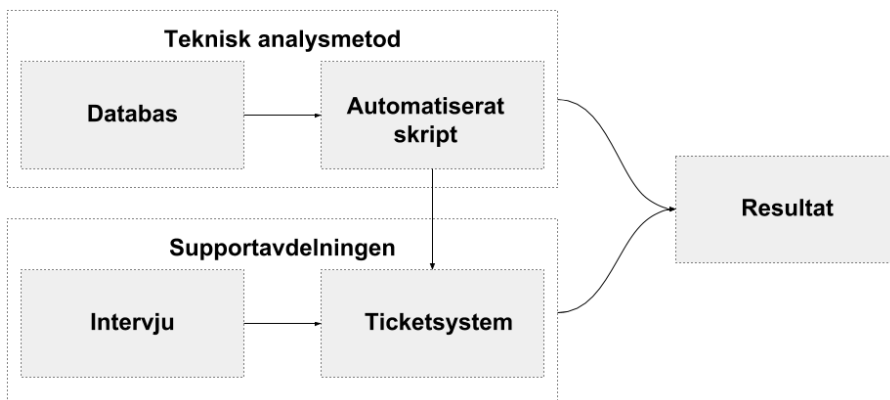 Teknisk analysmetod
Databas
Automatiserat
skript
Resultat
Supportavdelningen
Intervju
Ticketsystem